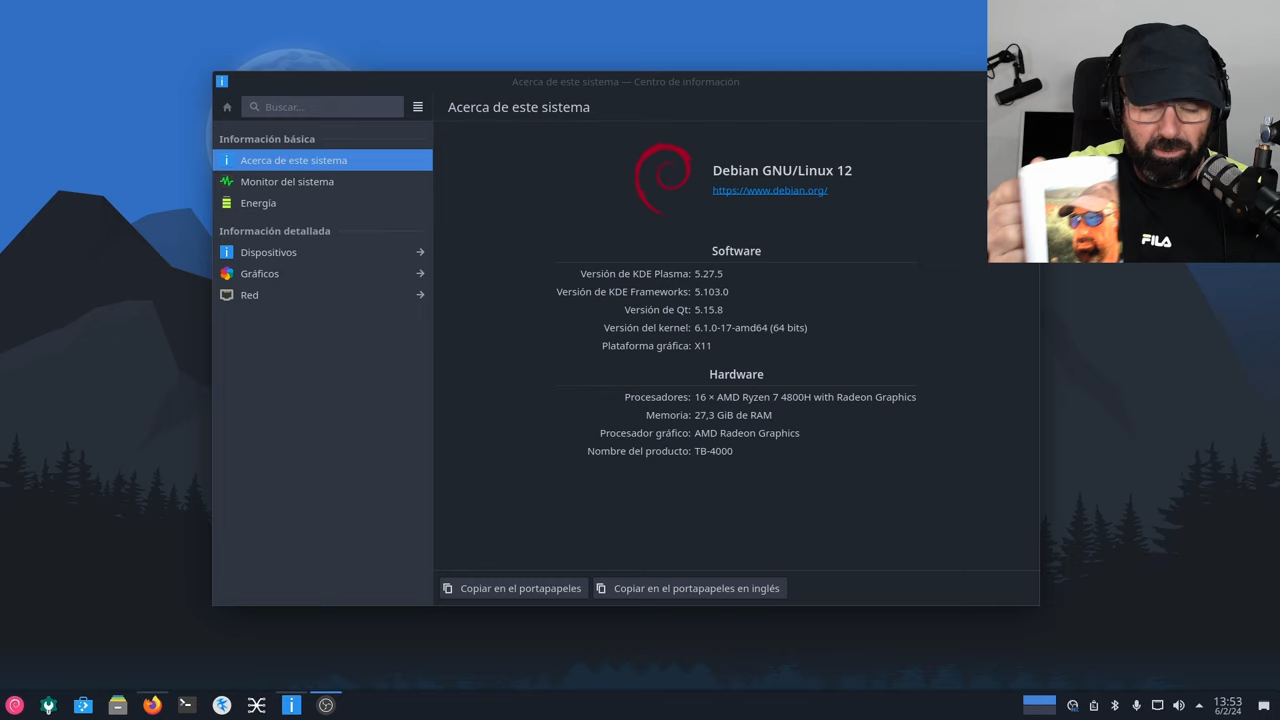 Acerca de este sistema — Centro de información
Buscar...
Acerca de este sistema
Información básica
Acerca de este sistema
Monitor del sistema
Energía
Información detallada
Dispositivos
Gráficos
Red
Debian GNU/Linux 12
https://www.debian.org/
Software
Versión de KDE Plasma: 5.27.5
Versión de KDE Frameworks: 5.103.0
Versión de Qt: 5.15.8
Versión del kernel: 6.1.0-17-amd64 (64 bits)
Plataforma gráfica: X11
Hardware
Procesadores: 16 × AMD Ryzen 7 4800H with Radeon Graphics
Memoria: 27,3 GiB de RAM
Procesador gráfico: AMD Radeon Graphics
Nombre del producto: TB-4000
Copiar en el portapapeles
Copiar en el portapapeles en inglés
FILA
13:53
6/2/24